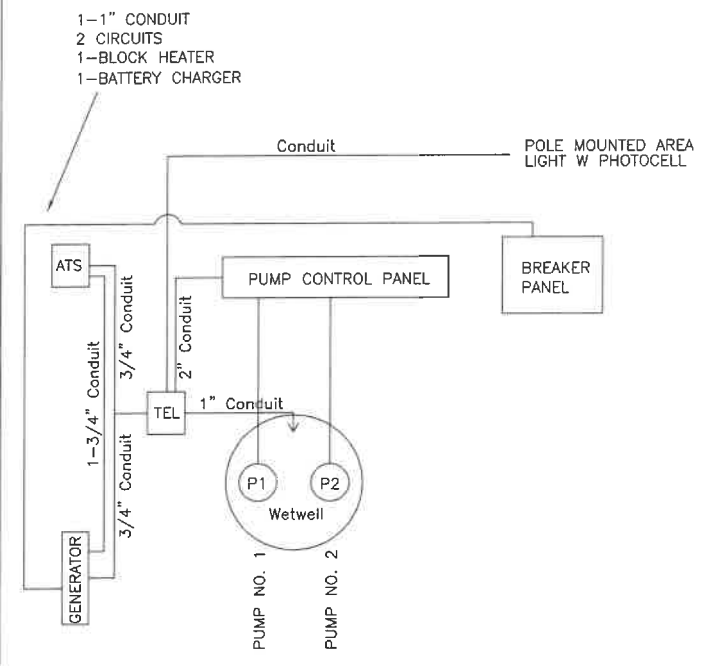 1-1" CONDUIT
2 CIRCUITS
1-BLOCK HEATER
1-BATTERY CHARGER
Conduit
POLE MOUNTED AREA
LIGHT W PHOTOCELL
ATS
PUMP CONTROL PANEL
BREAKER
PANEL
3/4" Conduit
2" Conduit
1-3/4" Conduit
TEL
1" Conduit
3/4" Conduit
P1
P2
Wetwell
GENERATOR
PUMP NO. 1
PUMP NO. 2